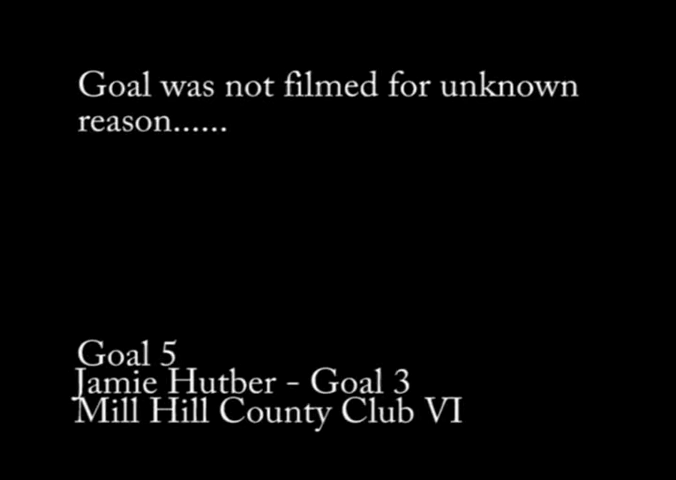 Goal was not filmed for unknown
reason......
Goal 5
Jamie Hutber - Goal 3
Mill Hill County Club VI